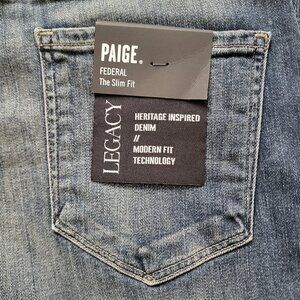 PAIGE.
FEDERAL
The Slim Fit
LEGACY
HERITAGE INSPIRED
DENIM
//
MODERN FIT
TECHNOLOGY